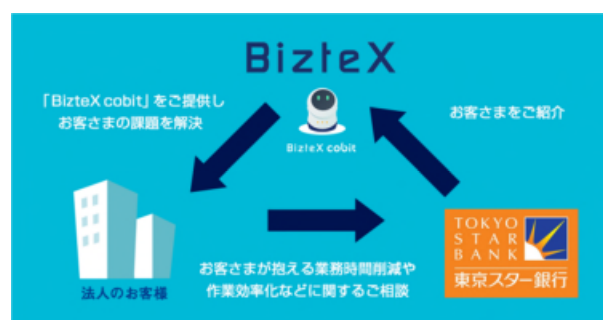 BizteX
「BizteX cobit」をご提供し
お客さまの課題を解決
BizteX cobit
お客さまをご紹介
法人のお客様
お客さまが抱える業務時間削減や
作業効率化などに関するご相談
TOKYO
STAR
BANK
東京スター銀行